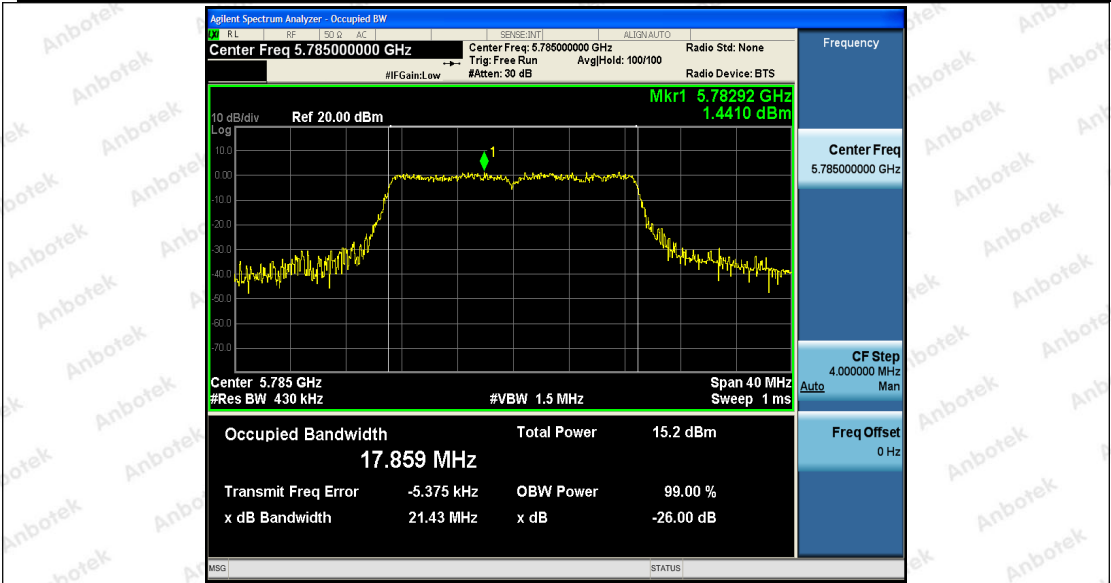 Agilent Spectrum Analyzer - Occupied BW
LXI RL RF 50 Ω AC SENSE:INT ALIGN AUTO
Center Freq 5.785000000 GHz
Center Freq: 5.785000000 GHz Radio Std: None
Trig: Free Run Avg|Hold: 100/100
#IFGain:Low #Atten: 30 dB Radio Device: BTS
Mkr1 5.78292 GHz
1.4410 dBm
10 dB/div Ref 20.00 dBm
Log
10.0
0.00
-10.0
-20.0
-30.0
-40.0
-50.0
-60.0
-70.0
1
Center 5.785 GHz Span 40 MHz
#Res BW 430 kHz #VBW 1.5 MHz Sweep 1 ms
Occupied Bandwidth Total Power 15.2 dBm
17.859 MHz
Transmit Freq Error -5.375 kHz OBW Power 99.00 %
x dB Bandwidth 21.43 MHz x dB -26.00 dB
MSG STATUS
Frequency
Center Freq
5.785000000 GHz
CF Step
4.000000 MHz
Auto Man
Freq Offset
0 Hz
Anbotek